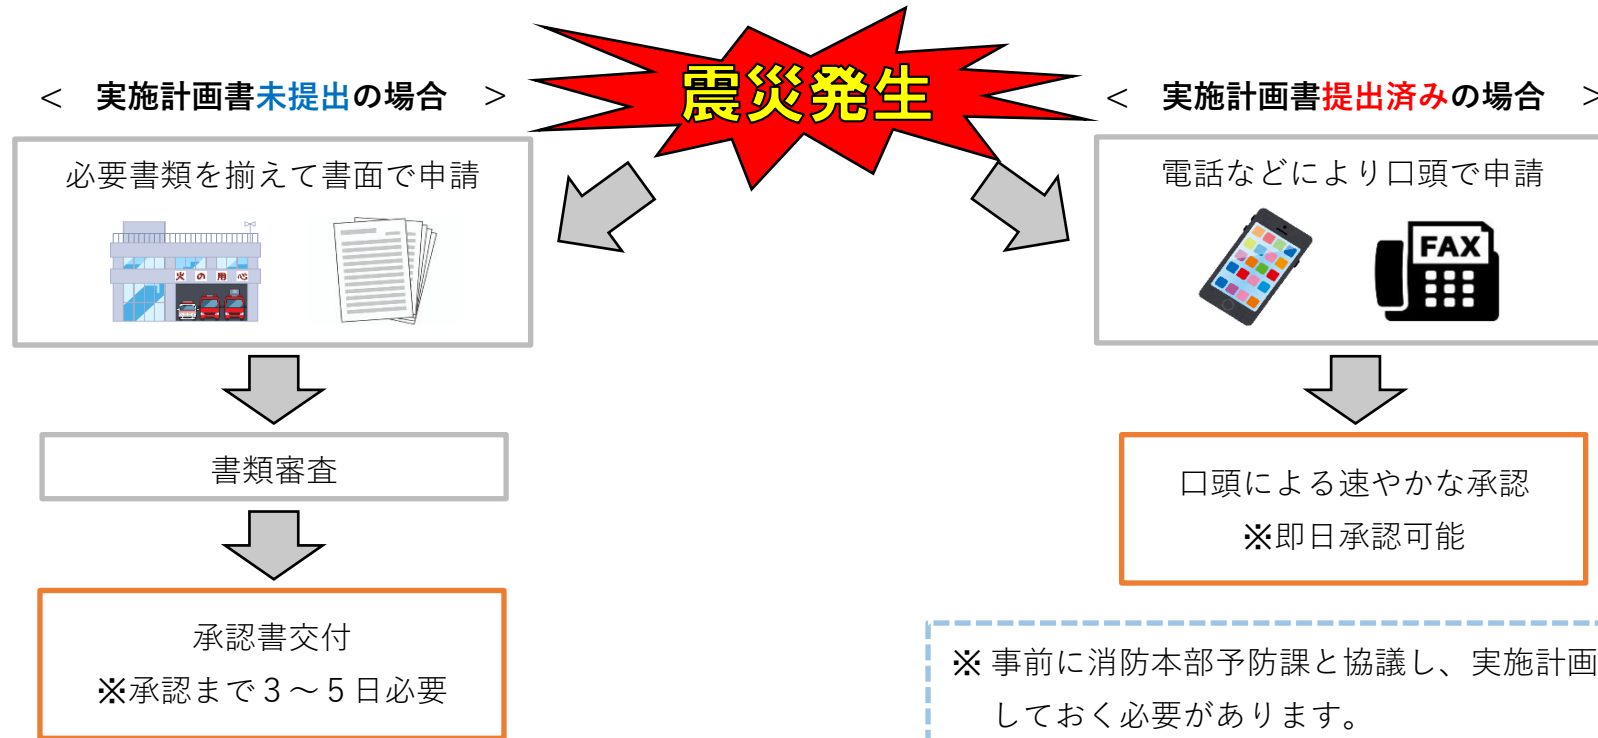 震災発生
＜　実施計画書未提出の場合　＞
必要書類を揃えて書面で申請
火の用心
書類審査
承認書交付
※承認まで３～５日必要
＜　実施計画書提出済みの場合　＞
電話などにより口頭で申請
FAX
口頭による速やかな承認
※即日承認可能
※ 事前に消防本部予防課と協議し、実施計画
しておく必要があります。